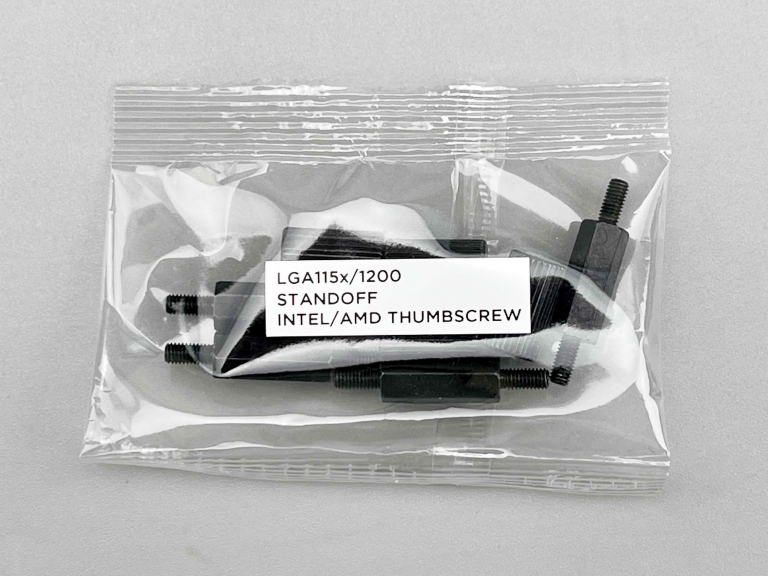 LGA115x/1200
STANDOFF
INTEL/AMD THUMBSCREW